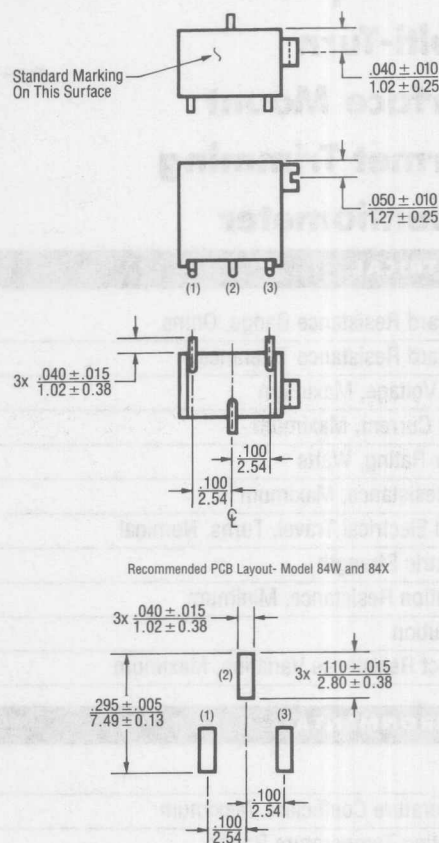 Standard Marking
On This Surface
.040 ± .010
1.02 ± 0.25
.050 ± .010
1.27 ± 0.25
(1) (2) (3)
3x .040 ± .015
1.02 ± 0.38
.100
2.54
.100
2.54
℄
Recommended PCB Layout- Model 84W and 84X
3x .040 ± .015
1.02 ± 0.38
(2)
3x .110 ± .015
2.80 ± 0.38
.295 ± .005
7.49 ± 0.13
(1) (3)
.100
2.54
.100
2.54